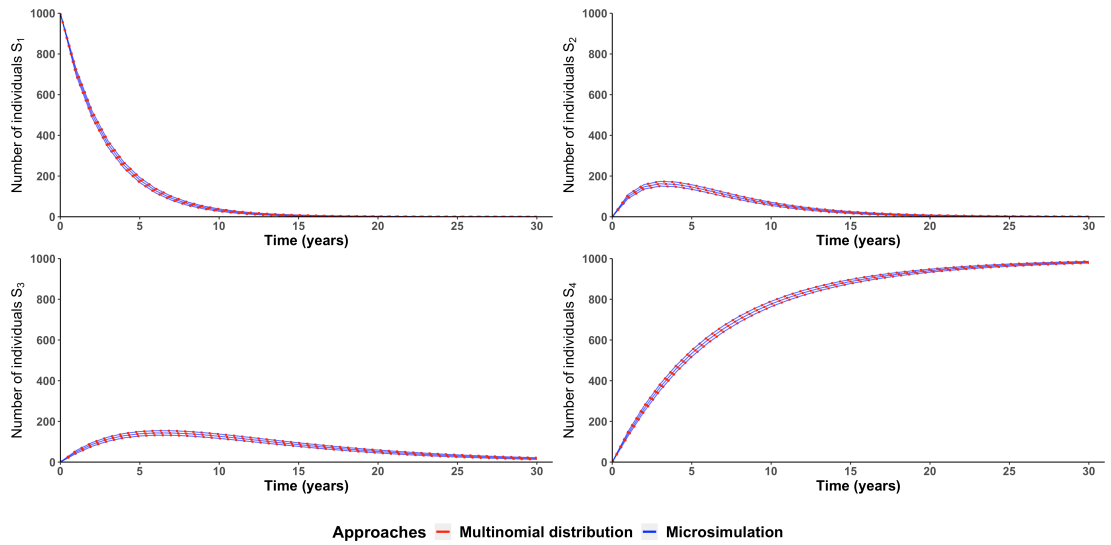 Number of individuals S1
1000
800
600
400
200
0
0 5 10 15 20 25 30
Time (years)
Number of individuals S2
1000
800
600
400
200
0
0 5 10 15 20 25 30
Time (years)
Number of individuals S3
1000
800
600
400
200
0
0 5 10 15 20 25 30
Time (years)
Number of individuals S4
1000
800
600
400
200
0
0 5 10 15 20 25 30
Time (years)
Approaches Multinomial distribution Microsimulation